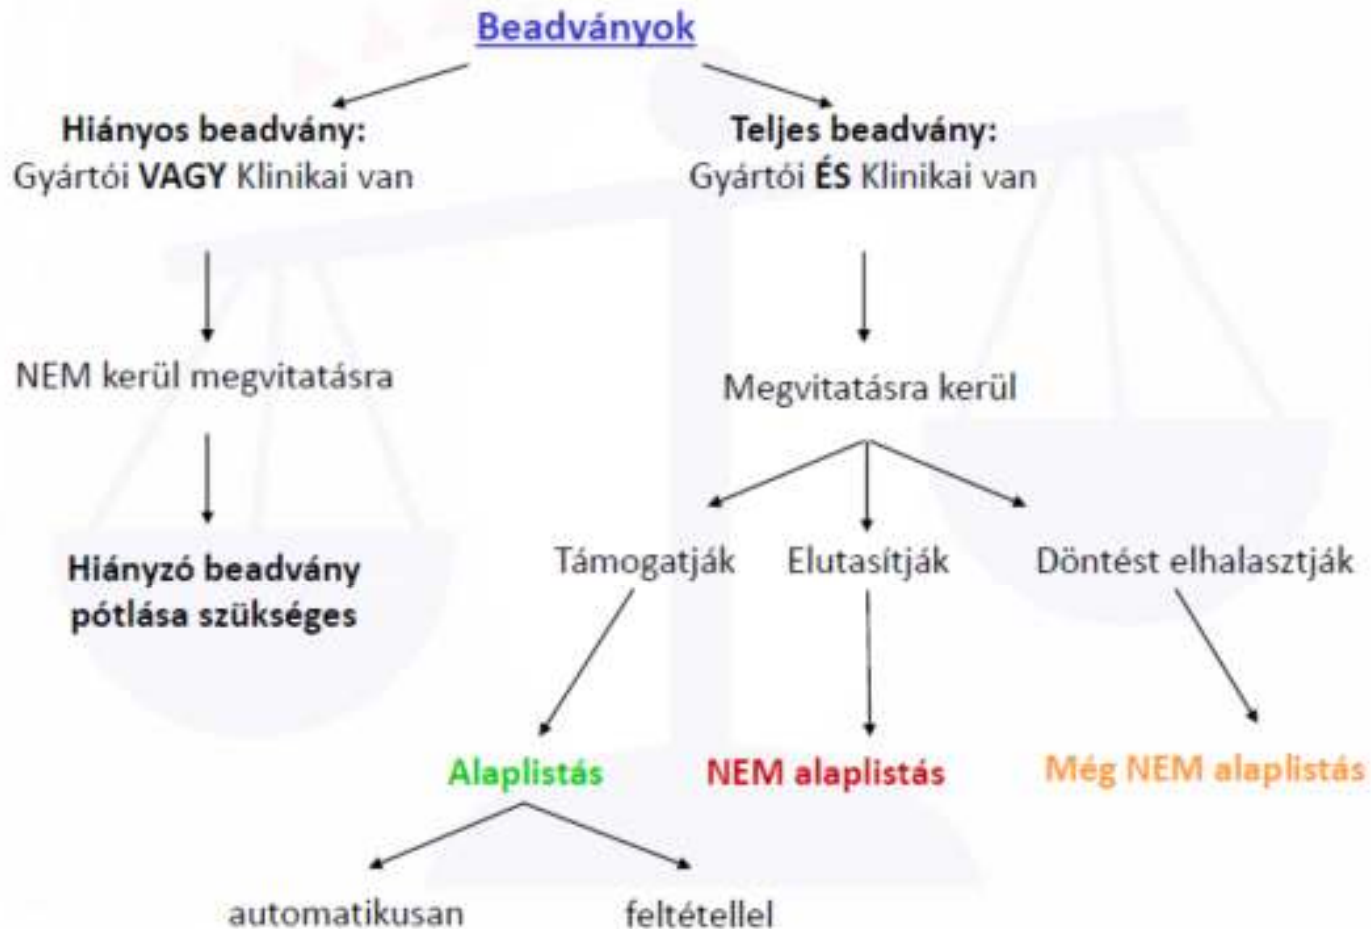 Beadványok
Hiányos beadvány:
Gyártói VAGY Klinikai van
Teljes beadvány:
Gyártói ÉS Klinikai van
NEM kerül megvitatásra
Megvitatásra kerül
Hiányzó beadvány
pótlása szükséges
Támogatják
Elutasítják
Döntést elhalasztják
Alaplistás
NEM alaplistás
Még NEM alaplistás
automatikusan
feltétellel